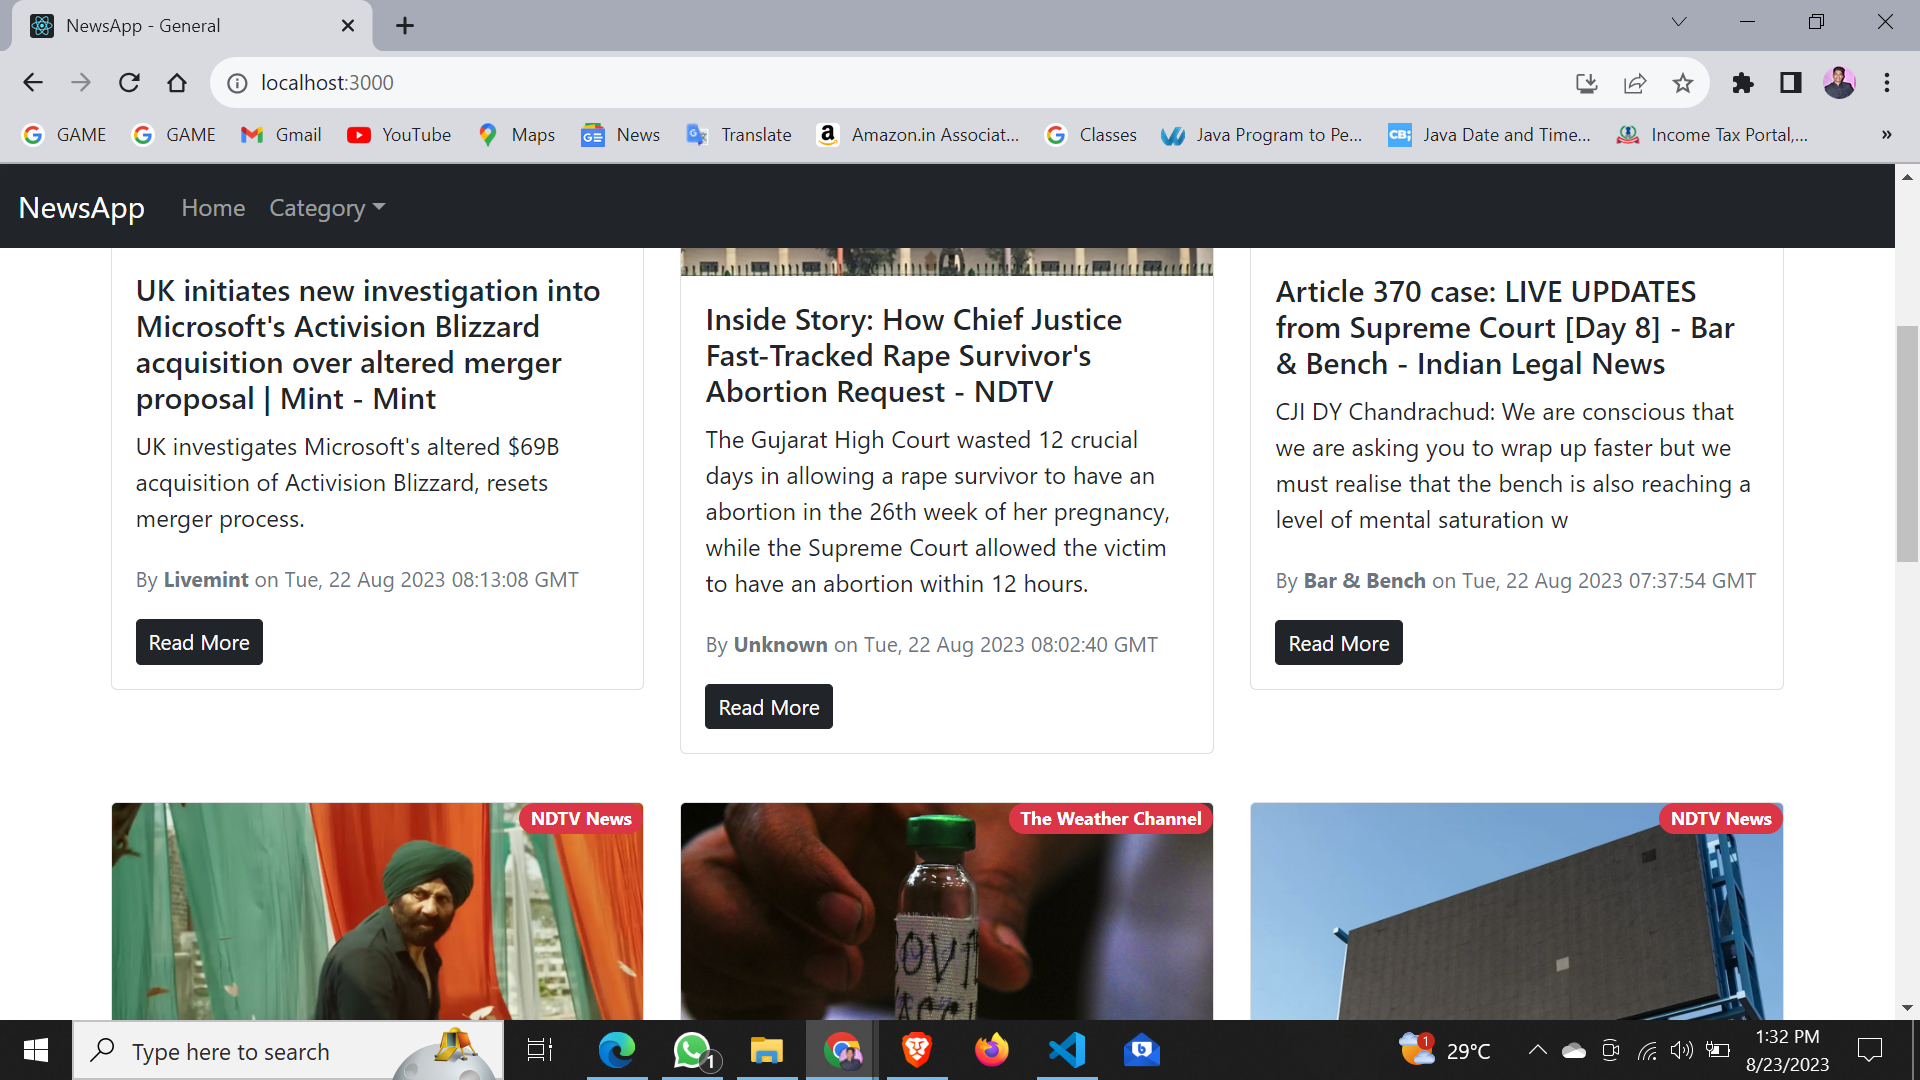 NewsApp - General
localhost:3000
GAME
GAME
Gmail
YouTube
Maps
News
Translate
Amazon.in Associat...
Classes
Java Program to Pe...
Java Date and Time...
Income Tax Portal,...
»
NewsApp
Home
Category
UK initiates new investigation into
Microsoft's Activision Blizzard
acquisition over altered merger
proposal | Mint - Mint
UK investigates Microsoft's altered $69B
acquisition of Activision Blizzard, resets
merger process.
By Livemint on Tue, 22 Aug 2023 08:13:08 GMT
Read More
Inside Story: How Chief Justice
Fast-Tracked Rape Survivor's
Abortion Request - NDTV
The Gujarat High Court wasted 12 crucial
days in allowing a rape survivor to have an
abortion in the 26th week of her pregnancy,
while the Supreme Court allowed the victim
to have an abortion within 12 hours.
By Unknown on Tue, 22 Aug 2023 08:02:40 GMT
Read More
Article 370 case: LIVE UPDATES
from Supreme Court [Day 8] - Bar
& Bench - Indian Legal News
CJI DY Chandrachud: We are conscious that
we are asking you to wrap up faster but we
must realise that the bench is also reaching a
level of mental saturation w
By Bar & Bench on Tue, 22 Aug 2023 07:37:54 GMT
Read More
NDTV News
The Weather Channel
NDTV News
Type here to search
1
1
29°C
1:32 PM
8/23/2023